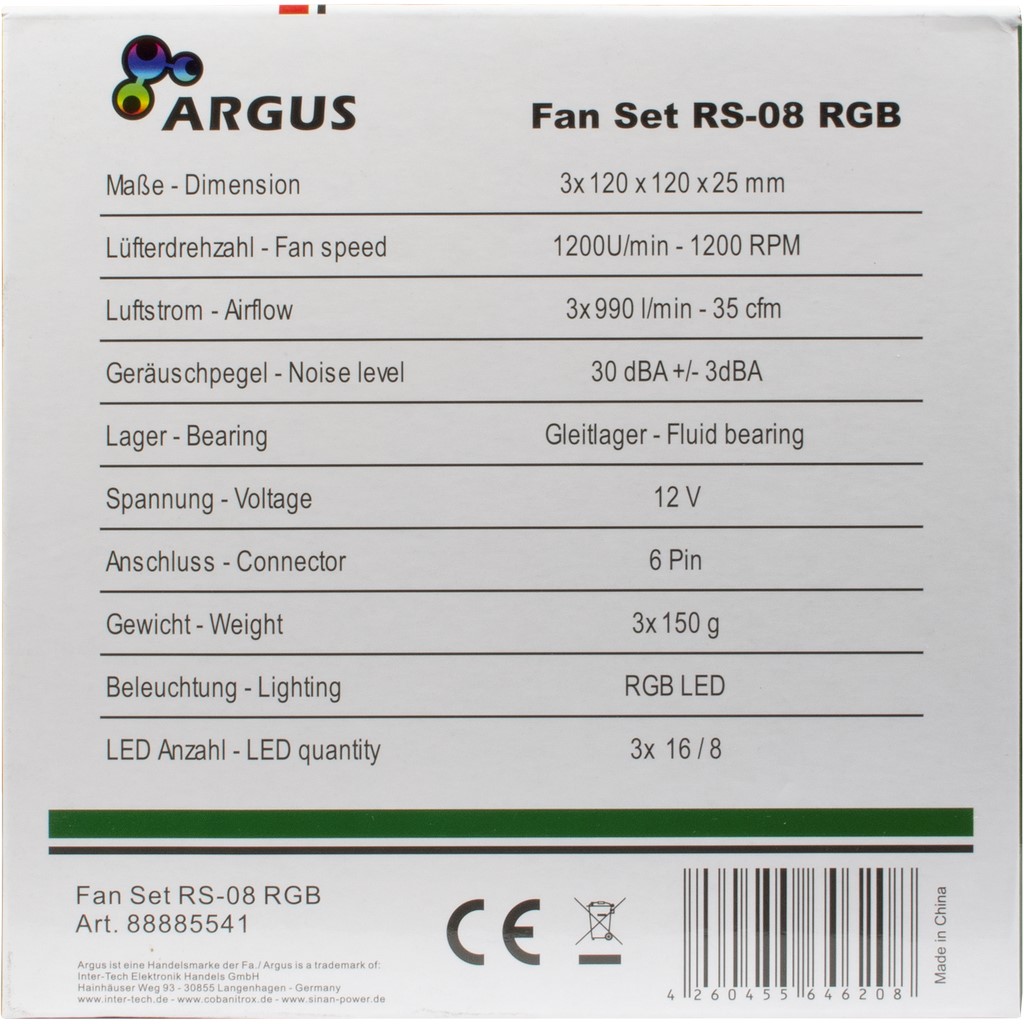 ARGUS
Fan Set RS-08 RGB
Maße - Dimension 3x 120 x 120 x 25 mm
Lüfterdrehzahl - Fan speed 1200U/min - 1200 RPM
Luftstrom - Airflow 3x 990 l/min - 35 cfm
Geräuschpegel - Noise level 30 dBA +/- 3dBA
Lager - Bearing Gleitlager - Fluid bearing
Spannung - Voltage 12 V
Anschluss - Connector 6 Pin
Gewicht - Weight 3x 150 g
Beleuchtung - Lighting RGB LED
LED Anzahl - LED quantity 3x 16 / 8
Fan Set RS-08 RGB
Art. 88885541
Argus ist eine Handelsmarke der Fa./ Argus is a trademark of:
Inter-Tech Elektronik Handels GmbH
Hainhäuser Weg 93 - 30855 Langenhagen - Germany
www.inter-tech.de - www.cobanitrox.de - www.sinan-power.de
CE
4 260455 646208
Made in China